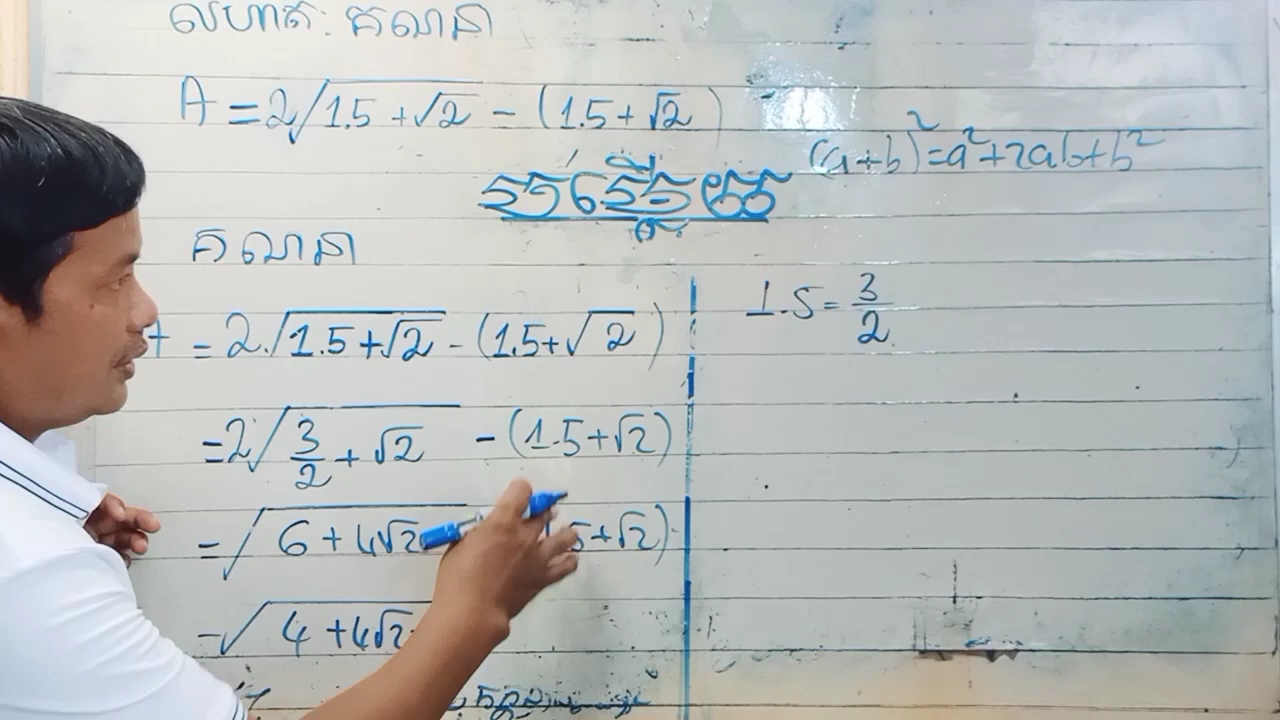 លំហាត់: គណនា
A = 2√(1.5 + √2) - (1.5 + √2)
(a+b)² = a² + 2ab + b²
គណនា
= 2.√(1.5 + √2) - (1.5 + √2)
1.5 = 3/2
= 2√(3/2 + √2) - (1.5 + √2)
= √(6 + 4√2) 5 + √2)
= √(4 + 4√2